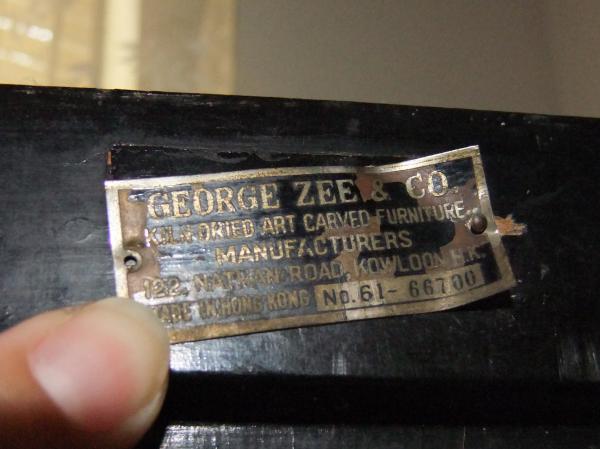 GEORGE ZEE & CO.
KILN DRIED ART CARVED FURNITURE
MANUFACTURERS
122, NATHAN ROAD, KOWLOON H.K.
MADE IN HONG KONG No. 61-66700